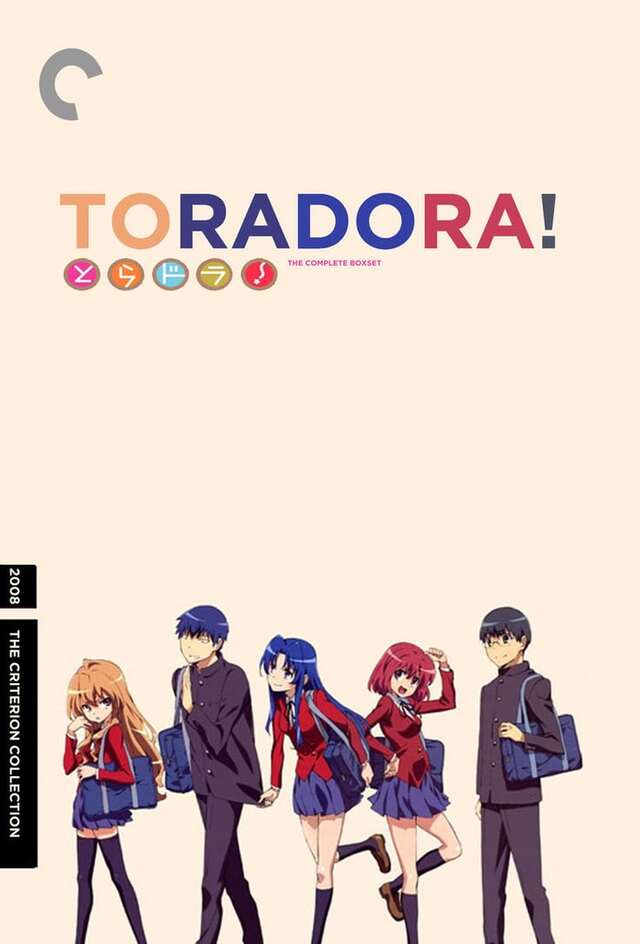 TORADORA!
とらドラ!
THE COMPLETE BOXSET
2008
THE CRITERION COLLECTION